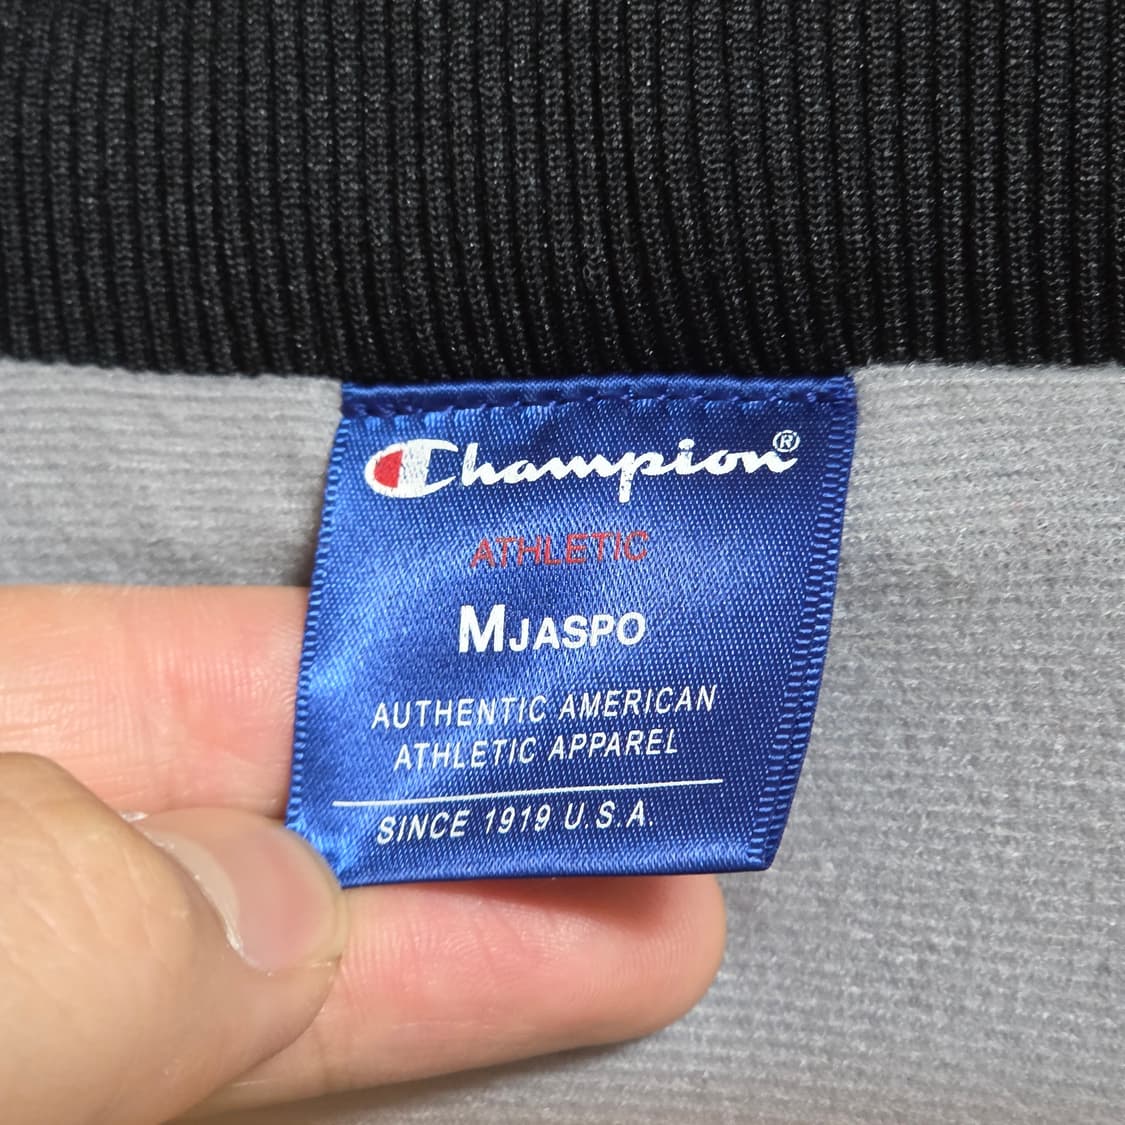 Champion®
ATHLETIC
MJASPO
AUTHENTIC AMERICAN
ATHLETIC APPAREL
SINCE 1919 U.S.A.